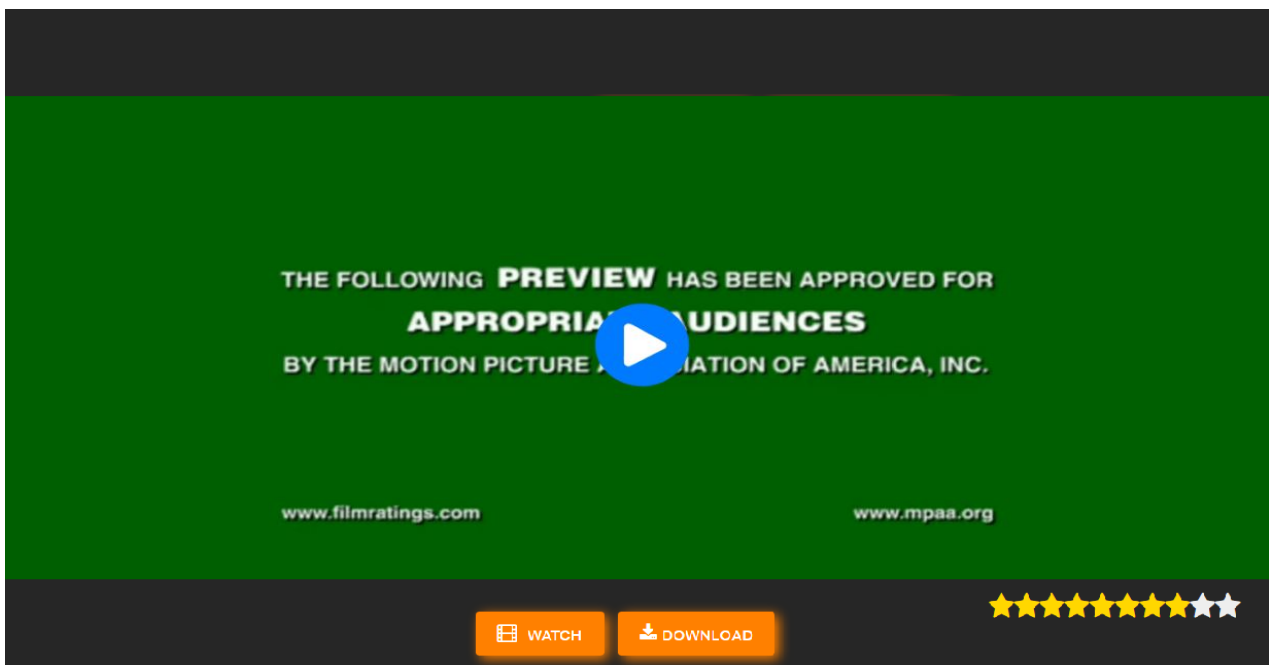 THE FOLLOWING PREVIEW HAS BEEN APPROVED FOR
AUDIENCES
BY THE MOTION PICTURE OF AMERICA, INC.
www.filmratings.com www.mpaa.org
WATCH DOWNLOAD